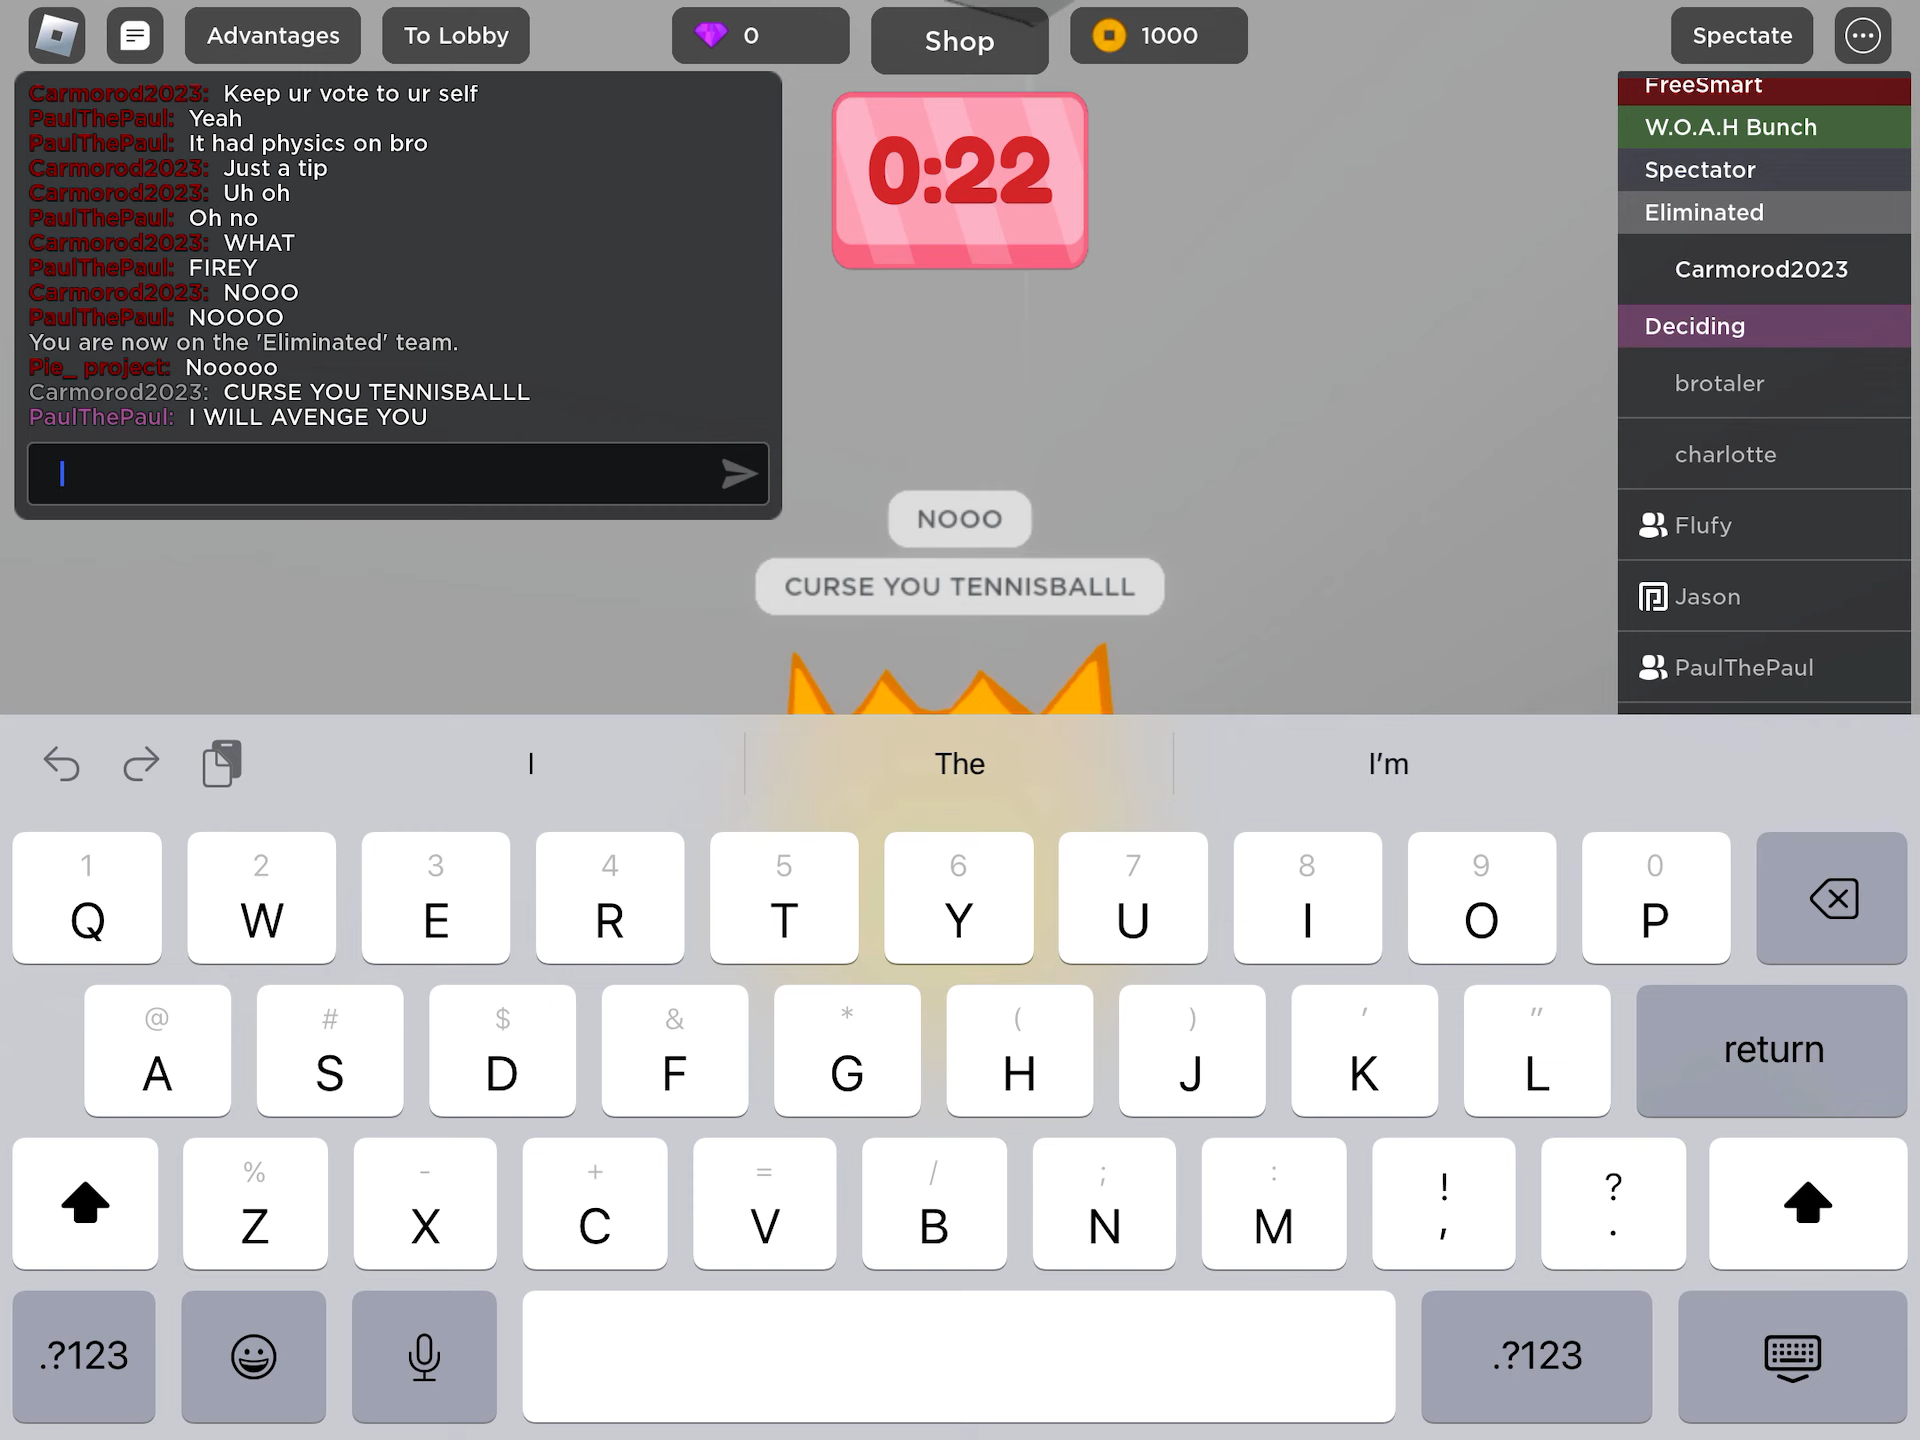 Advantages
To Lobby
0
Shop
1000
Spectate
Carmorod2023: Keep ur vote to ur self
PaulThePaul: Yeah
PaulThePaul: It had physics on bro
Carmorod2023: Just a tip
Carmorod2023: Uh oh
PaulThePaul: Oh no
Carmorod2023: WHAT
PaulThePaul: FIREY
Carmorod2023: NOOO
PaulThePaul: NOOOO
You are now on the 'Eliminated' team.
Pie_ project: Nooooo
Carmorod2023: CURSE YOU TENNISBALLL
PaulThePaul: I WILL AVENGE YOU
0:22
FreeSmart
W.O.A.H Bunch
Spectator
Eliminated
Carmorod2023
Deciding
brotaler
charlotte
Flufy
Jason
PaulThePaul
NOOO
CURSE YOU TENNISBALLL
I The I'm
1 2 3 4 5 6 7 8 9 0
Q W E R T Y U I O P
@ # $ & * ( ) ' "
A S D F G H J K L return
% - + = / ; : ! ?
Z X C V B N M , .
.?123 .?123